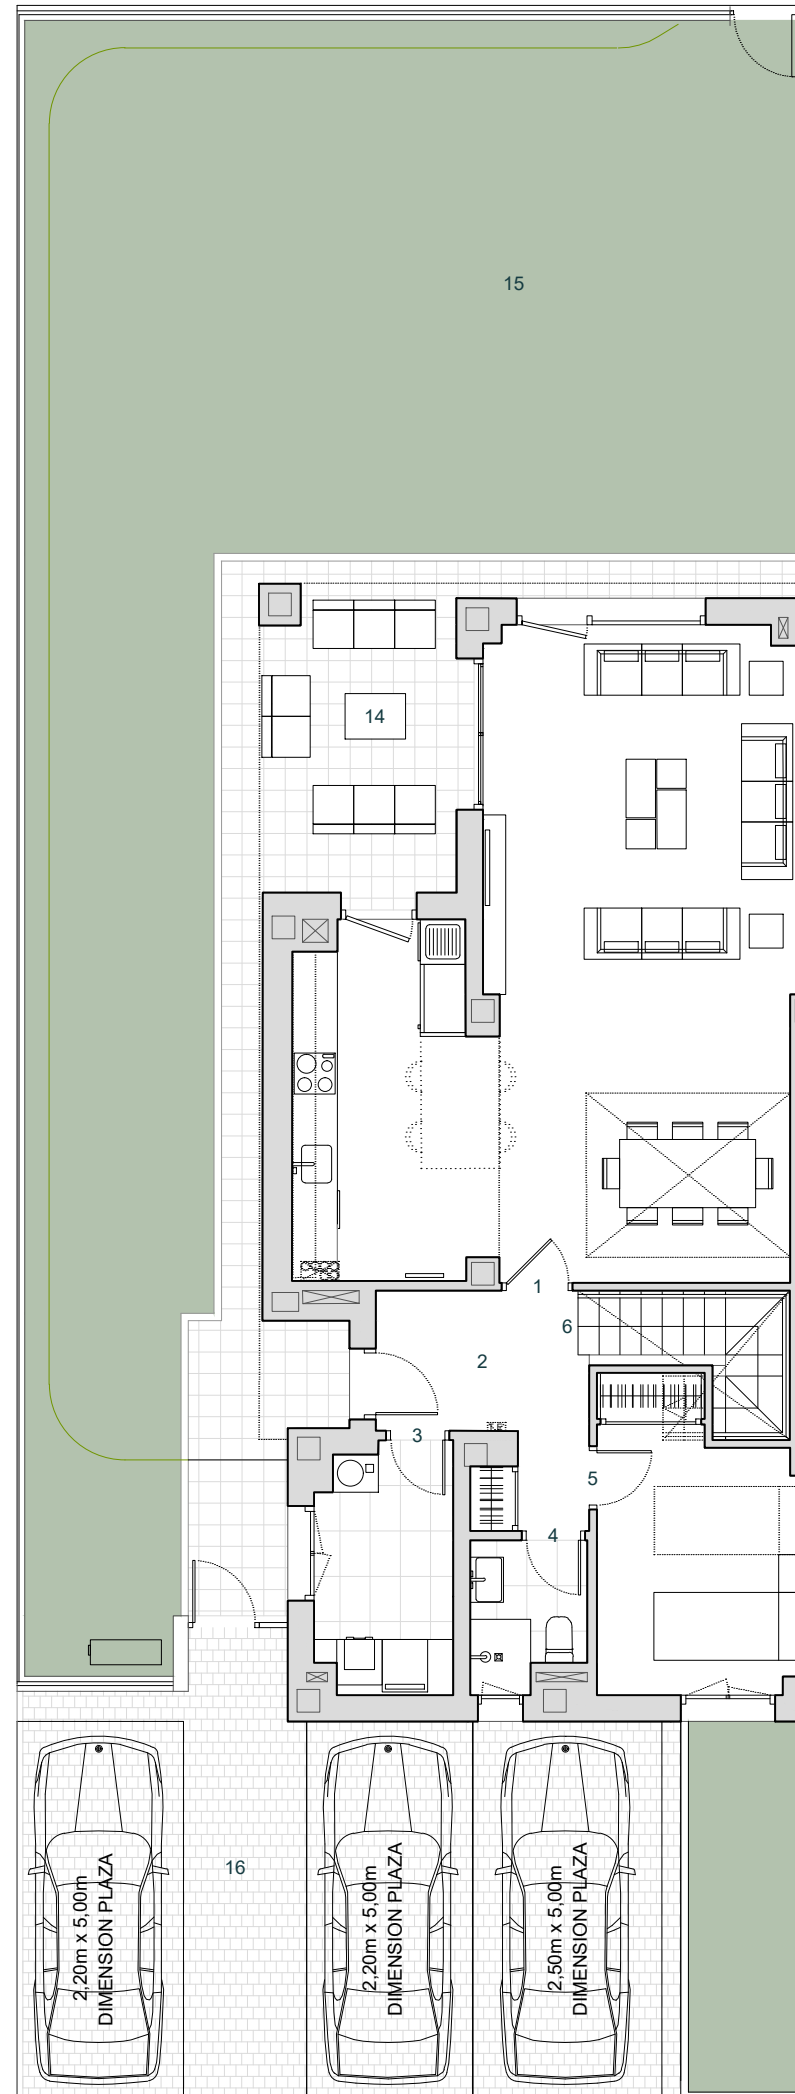 15
14
1
6
2
3
5
4
16
2,20m x 5,00m
DIMENSION PLAZA
2,20m x 5,00m
DIMENSION PLAZA
2,50m x 5,00m
DIMENSION PLAZA